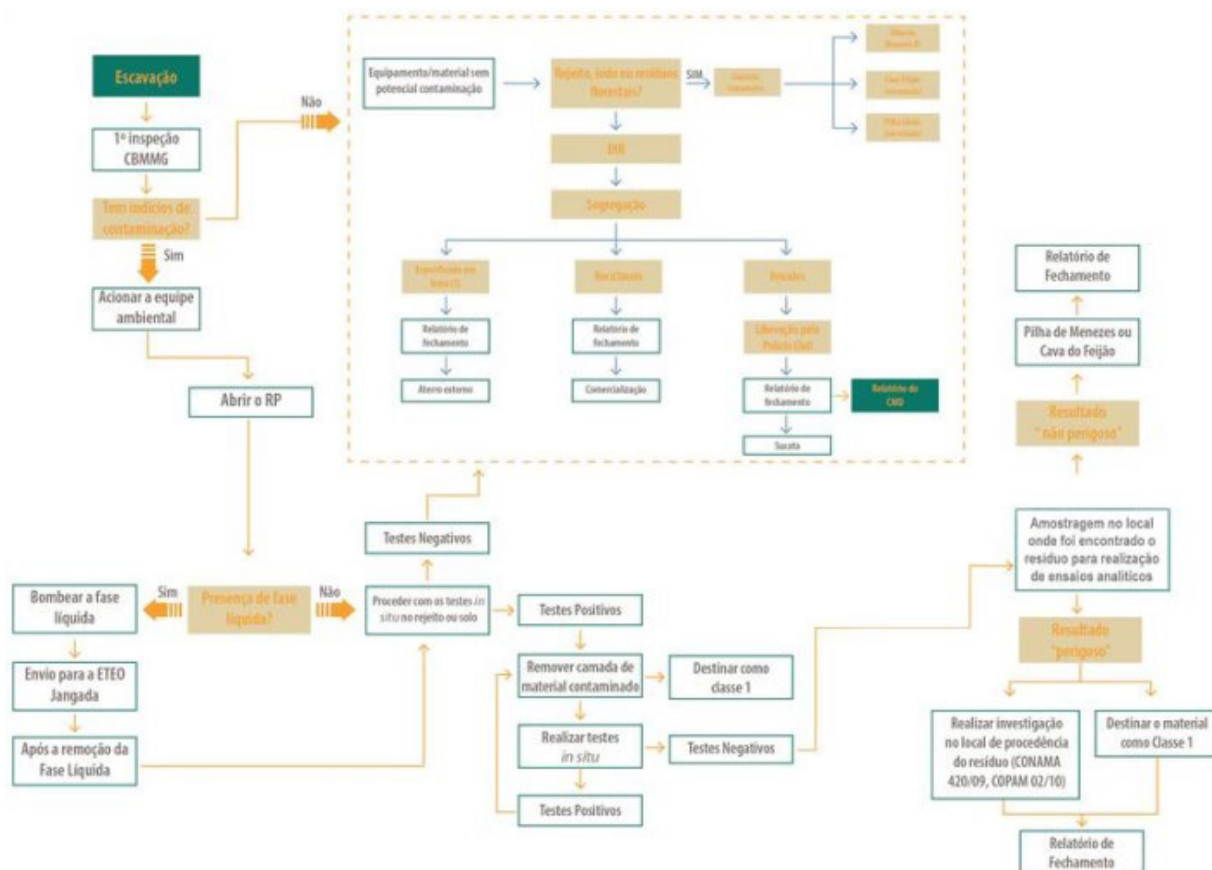 Escavação
1º inspeção
CBMMG
Tem indícios de
contaminação?
Não
Sim
Acionar a equipe
ambiental
Abrir o RP
Equipamento/material sem
potencial contaminação
Rejeito, lodo ou resíduos
florestais?
SIM
DIR
Segregação
Recicláveis
Veículos
Relatório de
fechamento
Aterro externo
Relatório de
fechamento
Comercialização
Liberação pela
Polícia Civil
Relatório de
fechamento
Relatório do
CMD
Sucata
Relatório de
Fechamento
Pilha de Menezes ou
Cava do Feijão
Resultado
" não perigoso"
Amostragem no local
onde foi encontrado o
resíduo para realização
de ensaios analíticos
Resultado
"perigoso"
Realizar investigação
no local de procedência
do resíduo (CONAMA
420/09, COPAM 02/10)
Destinar o material
como Classe 1
Relatório de
Fechamento
Testes Negativos
Presença de fase
líquida?
Sim
Não
Bombear a fase
líquida
Envio para a ETEO
Jangada
Após a remoção da
Fase Líquida
Proceder com os testes in
situ no rejeito ou solo
Testes Positivos
Remover camada de
material contaminado
Destinar como
classe 1
Realizar testes
in situ
Testes Negativos
Testes Positivos